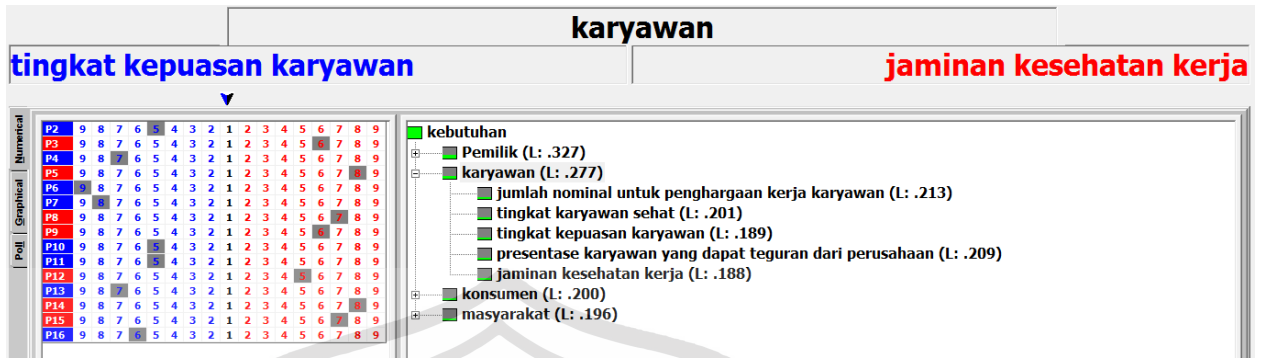 karyawan
tingkat kepuasan karyawan jaminan kesehatan kerja
Numerical
Graphical
Poll
P2 9 8 7 6 5 4 3 2 1 2 3 4 5 6 7 8 9
P3 9 8 7 6 5 4 3 2 1 2 3 4 5 6 7 8 9
P4 9 8 7 6 5 4 3 2 1 2 3 4 5 6 7 8 9
P5 9 8 7 6 5 4 3 2 1 2 3 4 5 6 7 8 9
P6 9 8 7 6 5 4 3 2 1 2 3 4 5 6 7 8 9
P7 9 8 7 6 5 4 3 2 1 2 3 4 5 6 7 8 9
P8 9 8 7 6 5 4 3 2 1 2 3 4 5 6 7 8 9
P9 9 8 7 6 5 4 3 2 1 2 3 4 5 6 7 8 9
P10 9 8 7 6 5 4 3 2 1 2 3 4 5 6 7 8 9
P11 9 8 7 6 5 4 3 2 1 2 3 4 5 6 7 8 9
P12 9 8 7 6 5 4 3 2 1 2 3 4 5 6 7 8 9
P13 9 8 7 6 5 4 3 2 1 2 3 4 5 6 7 8 9
P14 9 8 7 6 5 4 3 2 1 2 3 4 5 6 7 8 9
P15 9 8 7 6 5 4 3 2 1 2 3 4 5 6 7 8 9
P16 9 8 7 6 5 4 3 2 1 2 3 4 5 6 7 8 9
kebutuhan
Pemilik (L: .327)
karyawan (L: .277)
jumlah nominal untuk penghargaan kerja karyawan (L: .213)
tingkat karyawan sehat (L: .201)
tingkat kepuasan karyawan (L: .189)
presentase karyawan yang dapat teguran dari perusahaan (L: .209)
jaminan kesehatan kerja (L: .188)
konsumen (L: .200)
masyarakat (L: .196)